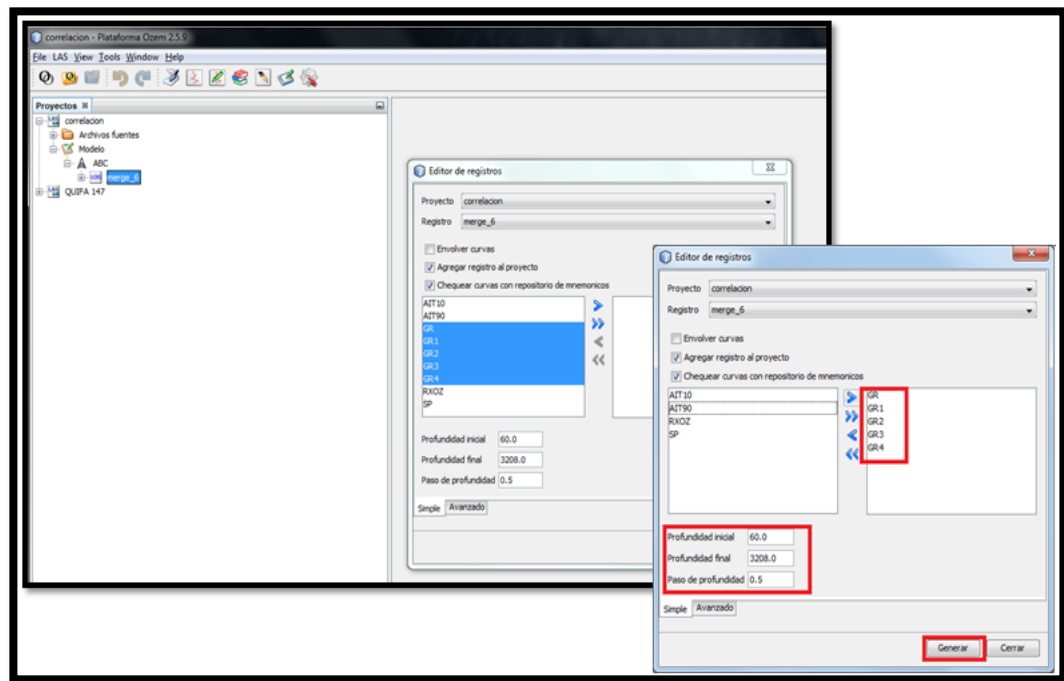 correlacion - Plataforma Ozem 2.5.9
File LAS View Tools Window Help
Proyectos
correlacion
Archivos fuentes
Modelo
ABC
merge_6
QUIFA 147
Editor de registros
Proyecto correlacion
Registro merge_6
Envolver curvas
Agregar registro al proyecto
Chequear curvas con repositorio de mnemonicos
AIT10
AIT90
GR
GR1
GR2
GR3
GR4
RXOZ
SP
Profundidad inicial 60.0
Profundidad final 3208.0
Paso de profundidad 0.5
Simple Avanzado
Editor de registros
Proyecto correlacion
Registro merge_6
Envolver curvas
Agregar registro al proyecto
Chequear curvas con repositorio de mnemonicos
AIT10
AIT90
RXOZ
SP
GR
GR1
GR2
GR3
GR4
Profundidad inicial 60.0
Profundidad final 3208.0
Paso de profundidad 0.5
Simple Avanzado
Generar Cerrar